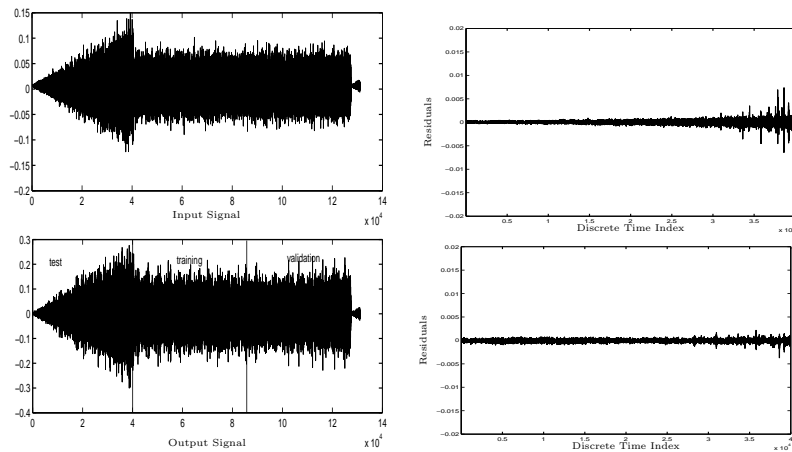 0.15
0.1
0.05
0
−0.05
−0.1
−0.15
−0.2
0 2 4 6 8 10 12 14
x 10⁴
Input Signal
0.3
0.2
0.1
0
−0.1
−0.2
−0.3
−0.4
test training validation
0 2 4 6 8 10 12 14
x 10⁴
Output Signal
0.02
0.015
0.01
0.005
0
−0.005
−0.01
−0.015
−0.02
Residuals
0.5 1 1.5 2 2.5 3 3.5 4
x 10⁴
Discrete Time Index
0.02
0.015
0.01
0.005
0
−0.005
−0.01
−0.015
−0.02
Residuals
0.5 1 1.5 2 2.5 3 3.5 4
x 10⁴
Discrete Time Index